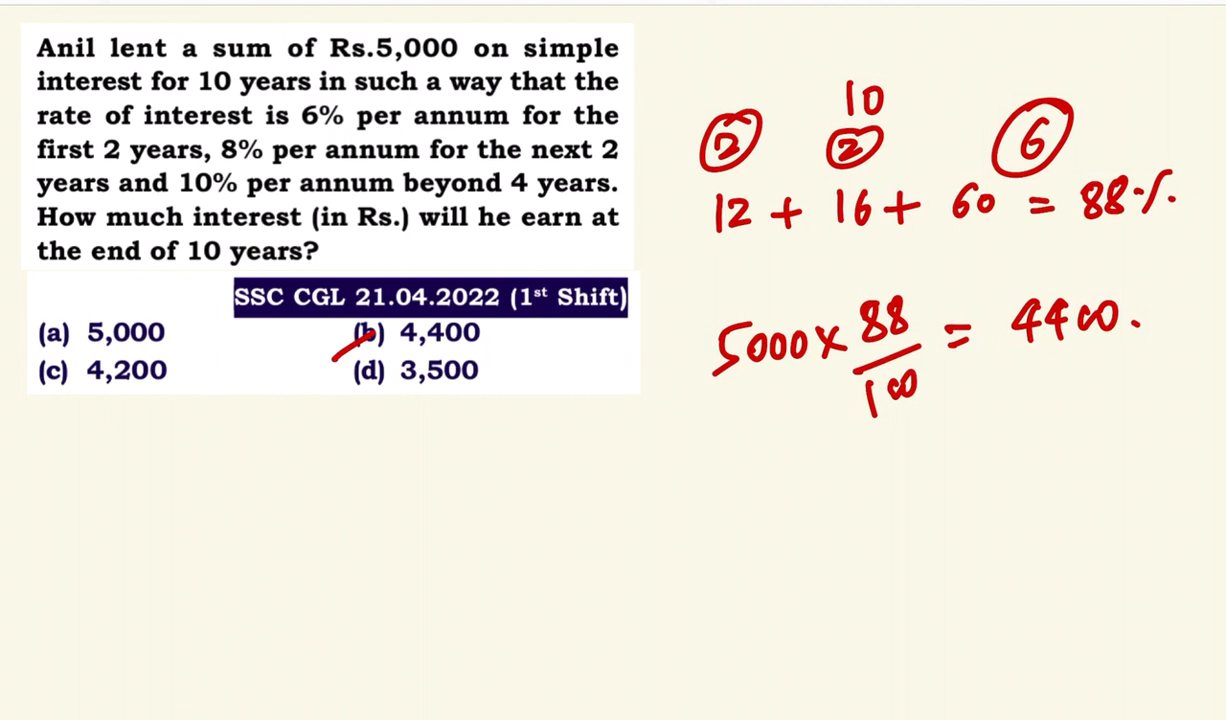 Anil lent a sum of Rs.5,000 on simple
interest for 10 years in such a way that the
rate of interest is 6% per annum for the
first 2 years, 8% per annum for the next 2
years and 10% per annum beyond 4 years.
How much interest (in Rs.) will he earn at
the end of 10 years?
SSC CGL 21.04.2022 (1st Shift)
(a) 5,000 (b) 4,400
(c) 4,200 (d) 3,500
10
2 2 6
12 + 16 + 60 = 88%
5000 × 88/100 = 4400.